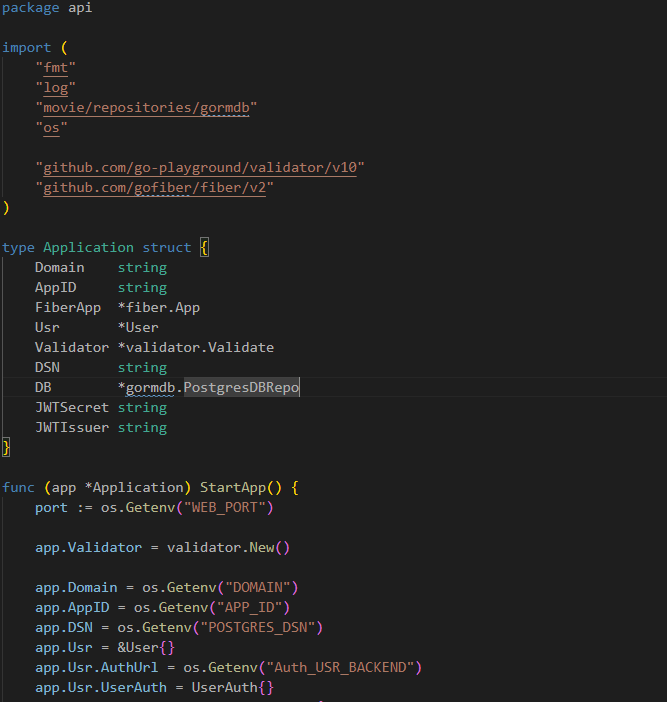 package api
import (
"fmt"
"log"
"movie/repositories/gormdb"
"os"
"github.com/go-playground/validator/v10"
"github.com/gofiber/fiber/v2"
)
type Application struct {
Domain    string
AppID     string
FiberApp  *fiber.App
Usr       *User
Validator *validator.Validate
DSN       string
DB        *gormdb.PostgresDBRepo
JWTSecret string
JWTIssuer string
}
func (app *Application) StartApp() {
port := os.Getenv("WEB_PORT")
app.Validator = validator.New()
app.Domain = os.Getenv("DOMAIN")
app.AppID = os.Getenv("APP_ID")
app.DSN = os.Getenv("POSTGRES_DSN")
app.Usr = &User{}
app.Usr.AuthUrl = os.Getenv("Auth_USR_BACKEND")
app.Usr.UserAuth = UserAuth{}